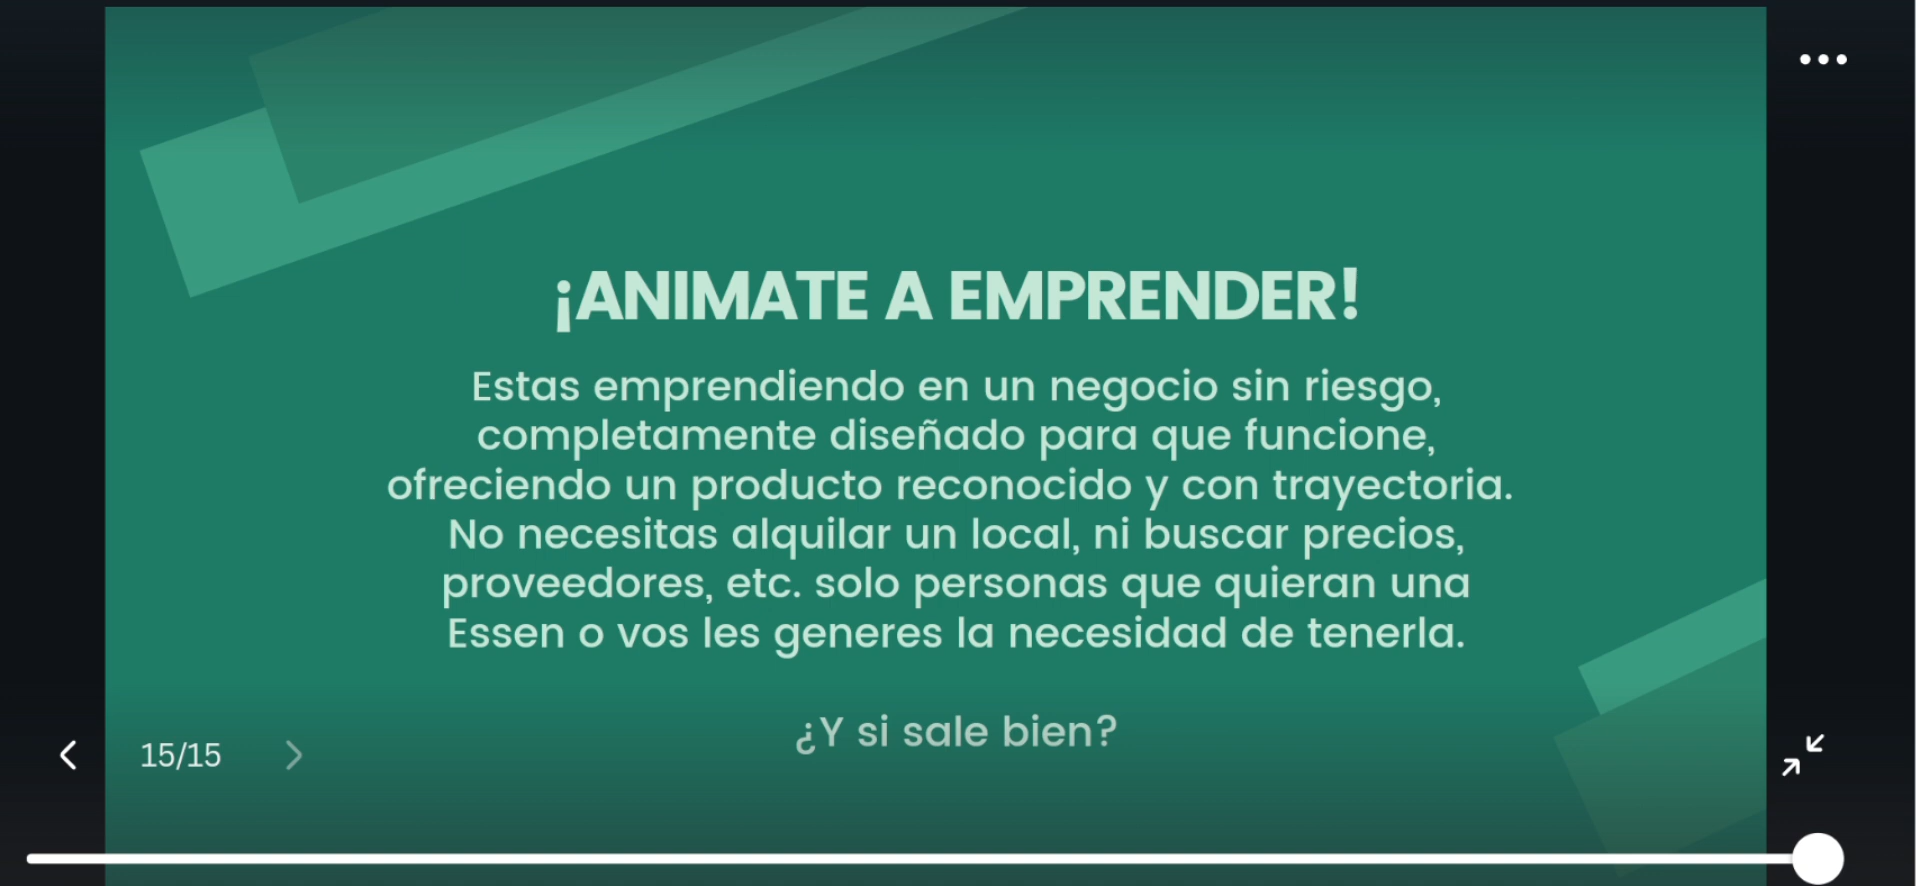 ¡ANIMATE A EMPRENDER!
Estas emprendiendo en un negocio sin riesgo,
completamente diseñado para que funcione,
ofreciendo un producto reconocido y con trayectoria.
No necesitas alquilar un local, ni buscar precios,
proveedores, etc. solo personas que quieran una
Essen o vos les generes la necesidad de tenerla.
¿Y si sale bien?
15/15